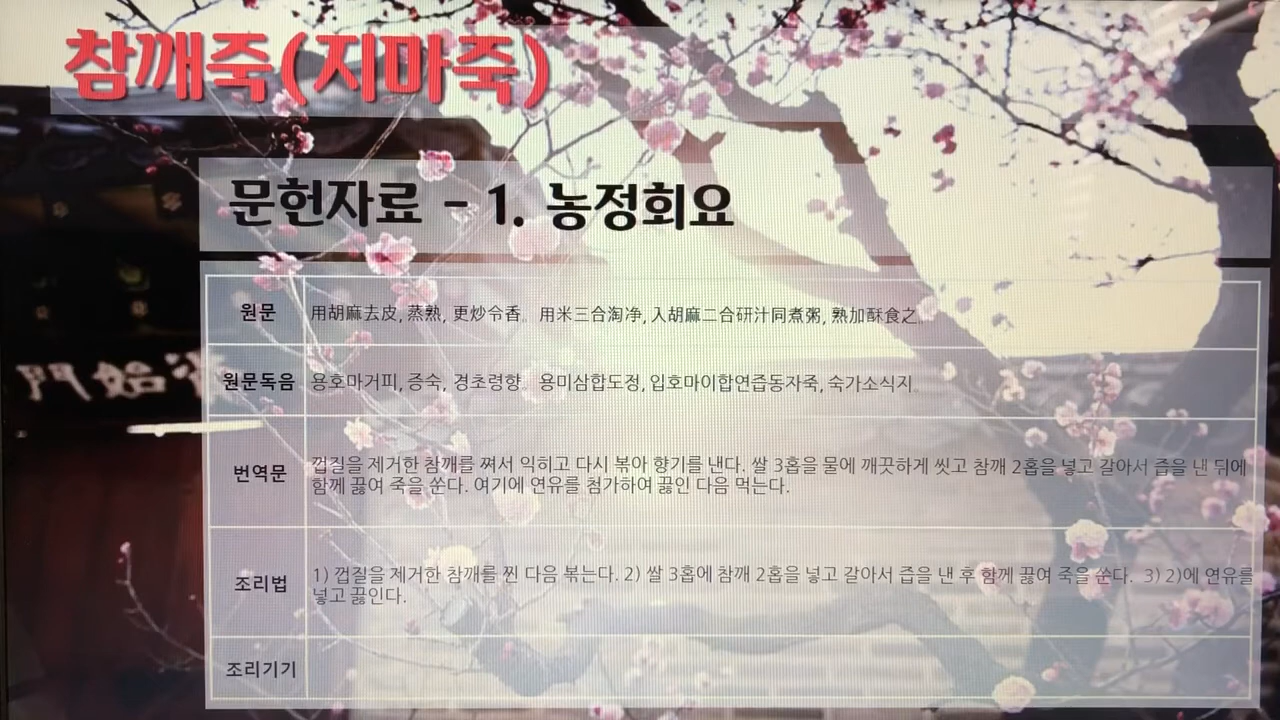 참깨죽(지마죽)
문헌자료 - 1. 농정회요
원문
用胡麻去皮, 蒸熟, 更炒令香。用米三合淘净, 入胡麻二合研汁同煮粥, 熟加酥食之。
원문독음
용호마거피, 증숙, 경초령향。용미삼합도정, 입호마이합연즙동자죽, 숙가소식지。
번역문
껍질을 제거한 참깨를 쪄서 익히고 다시 볶아 향기를 낸다. 쌀 3홉을 물에 깨끗하게 씻고 참깨 2홉을 넣고 갈아서 즙을 낸 뒤에
함께 끓여 죽을 쑨다. 여기에 연유를 첨가하여 끓인 다음 먹는다.
조리법
1) 껍질을 제거한 참깨를 찐 다음 볶는다. 2) 쌀 3홉에 참깨 2홉을 넣고 갈아서 즙을 낸 후 함께 끓여 죽을 쑨다. 3) 2)에 연유를
넣고 끓인다.
조리기기
門始